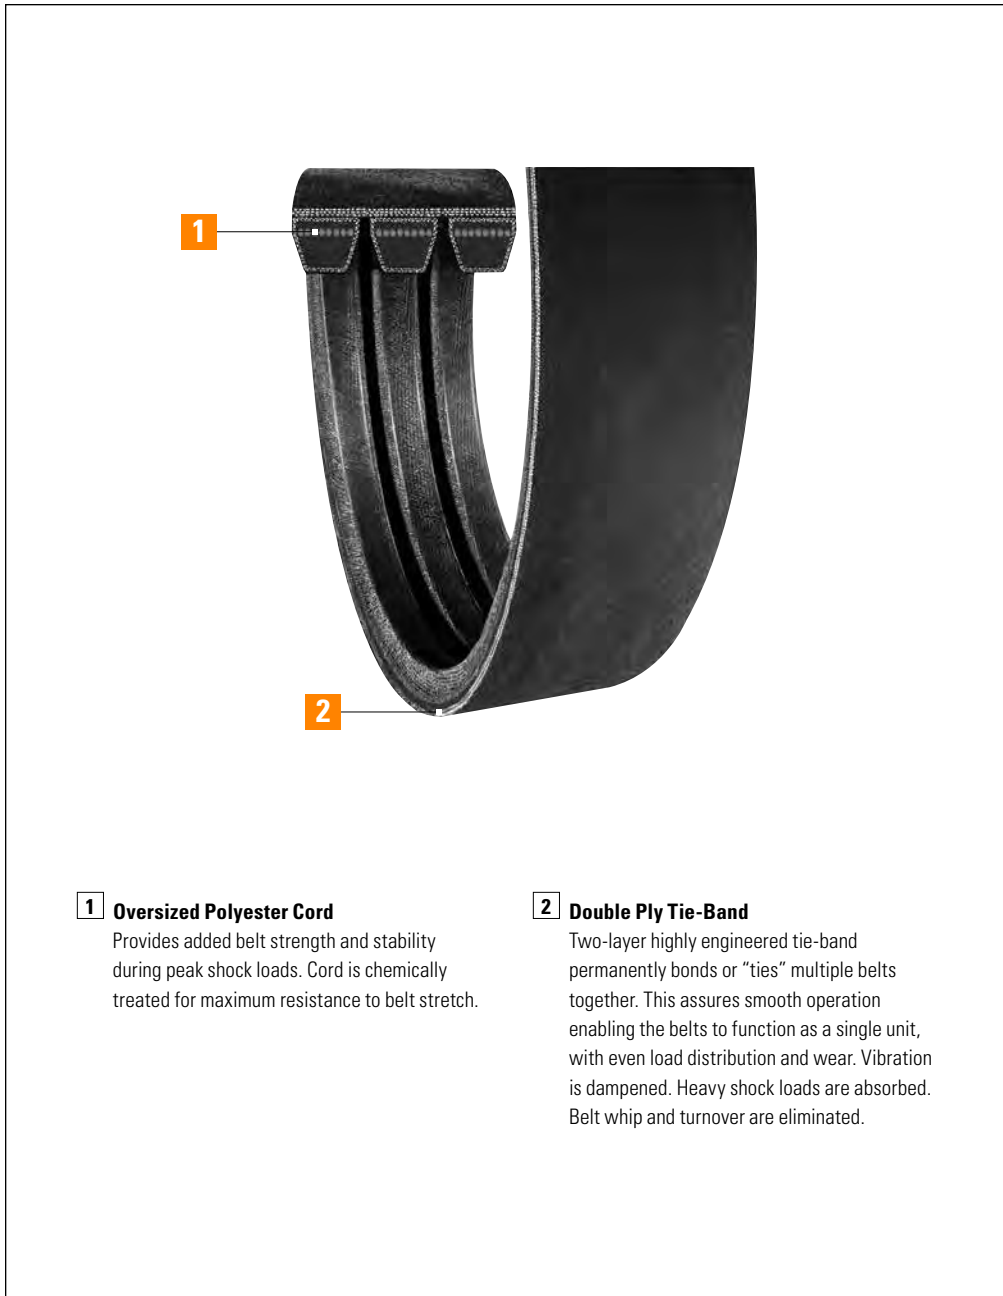 1
2
1 Oversized Polyester Cord
Provides added belt strength and stability
during peak shock loads. Cord is chemically
treated for maximum resistance to belt stretch.
2 Double Ply Tie-Band
Two-layer highly engineered tie-band
permanently bonds or “ties” multiple belts
together. This assures smooth operation
enabling the belts to function as a single unit,
with even load distribution and wear. Vibration
is dampened. Heavy shock loads are absorbed.
Belt whip and turnover are eliminated.